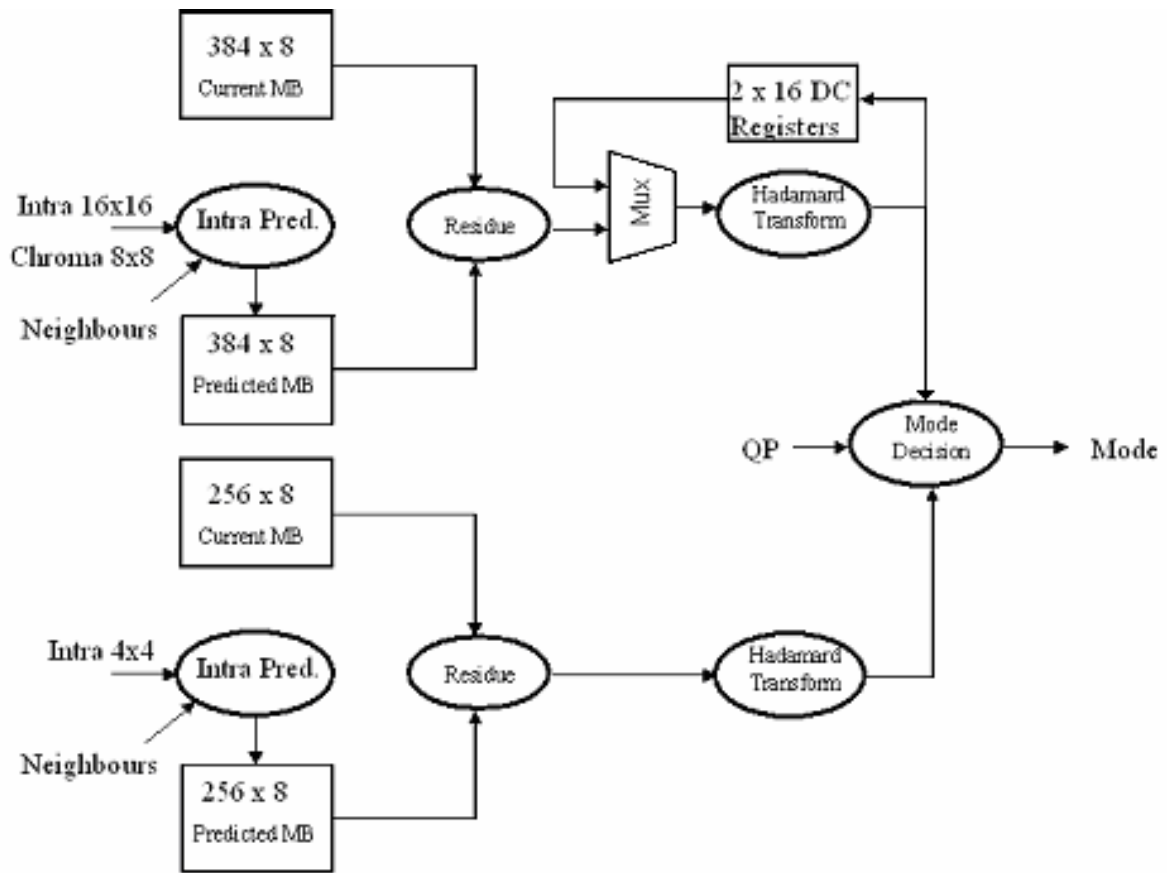 384 x 8
Current MB
2 x 16 DC
Registers
Intra 16x16
Chroma 8x8
Neighbours
Intra Pred.
Residue
Mux
Hadamard
Transform
384 x 8
Predicted MB
QP
Mode
Decision
Mode
256 x 8
Current MB
Intra 4x4
Neighbours
Intra Pred.
Residue
Hadamard
Transform
256 x 8
Predicted MB